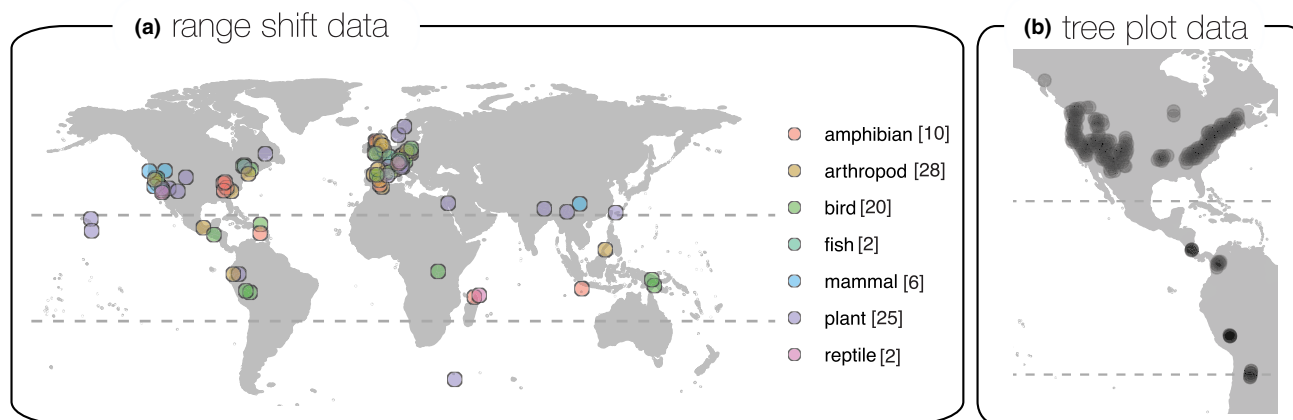 (a) range shift data
(b) tree plot data
amphibian [10]
arthropod [28]
bird [20]
fish [2]
mammal [6]
plant [25]
reptile [2]